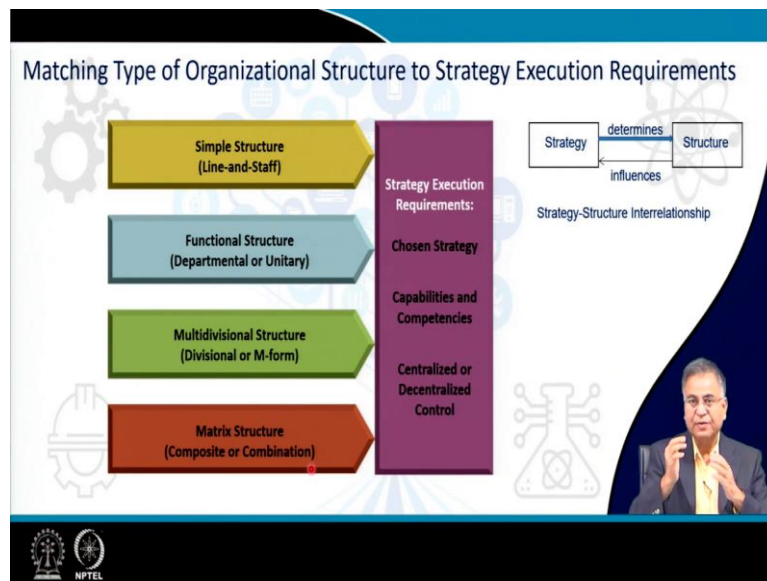 Matching Type of Organizational Structure to Strategy Execution Requirements
Simple Structure
(Line-and-Staff)
Functional Structure
(Departmental or Unitary)
Multidivisional Structure
(Divisional or M-form)
Matrix Structure
(Composite or Combination)
Strategy Execution
Requirements:
Chosen Strategy
Capabilities and
Competencies
Centralized or
Decentralized
Control
determines
Strategy
Structure
influences
Strategy-Structure Interrelationship
NPTEL